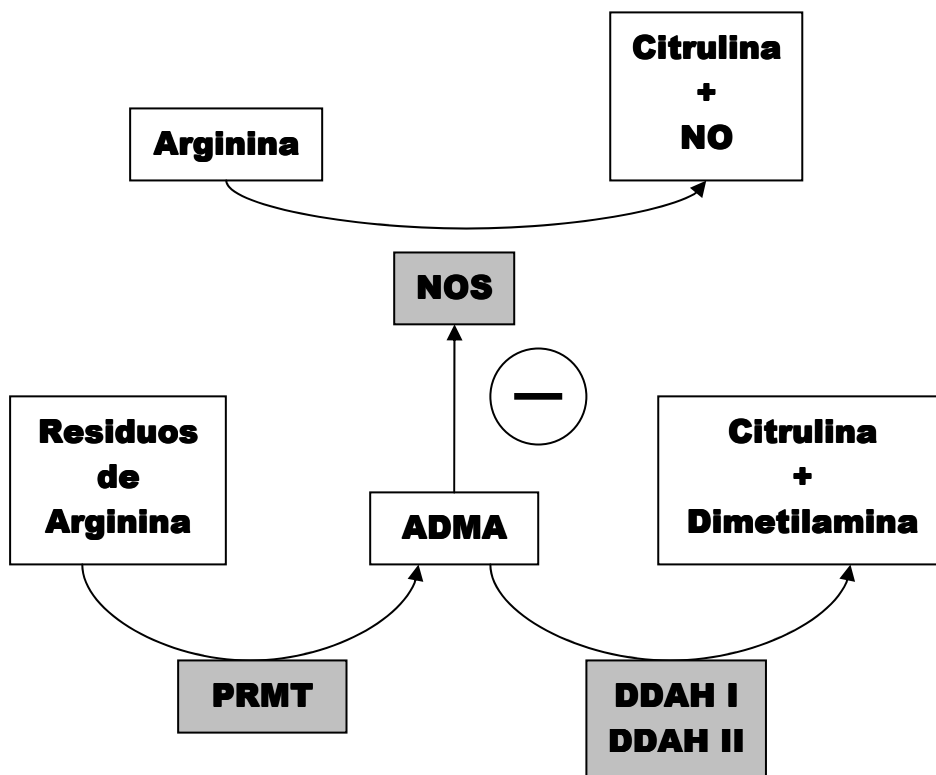 Citrulina
+
NO
Arginina
NOS
Residuos
de
Arginina
ADMA
Citrulina
+
Dimetilamina
PRMT
DDAH I
DDAH II